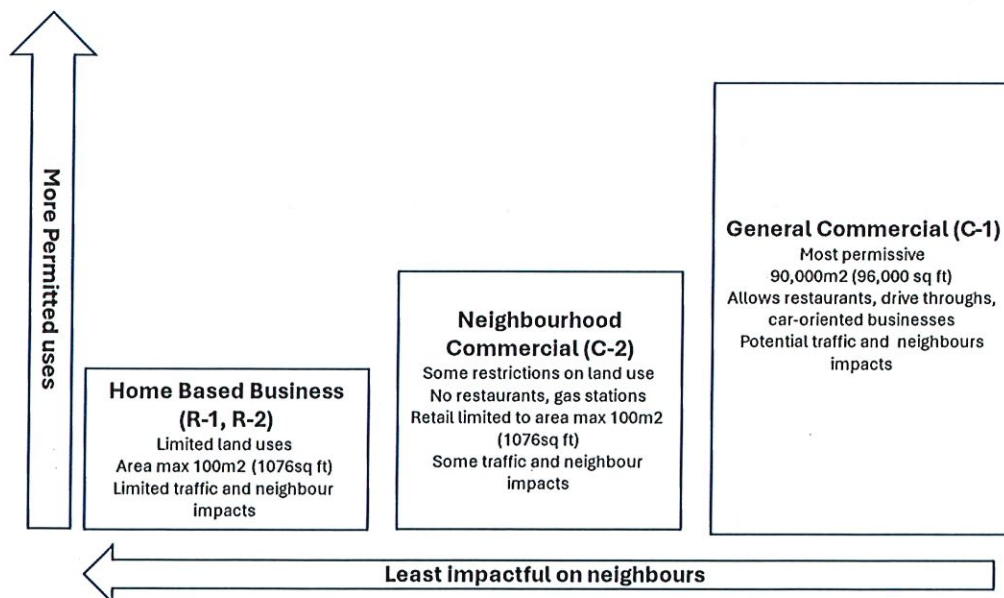 More Permitted uses
Home Based Business
(R-1, R-2)
Limited land uses
Area max 100m2 (1076sq ft)
Limited traffic and neighbour
impacts
Neighbourhood
Commercial (C-2)
Some restrictions on land use
No restaurants, gas stations
Retail limited to area max 100m2
(1076sq ft)
Some traffic and neighbour
impacts
General Commercial (C-1)
Most permissive
90,000m2 (96,000 sq ft)
Allows restaurants, drive throughs,
car-oriented businesses
Potential traffic and neighbours
impacts
Least impactful on neighbours